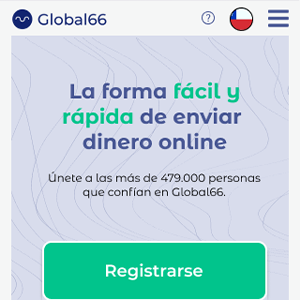 Global66
La forma fácil y
rápida de enviar
dinero online
Únete a las más de 479.000 personas
que confían en Global66.
Registrarse